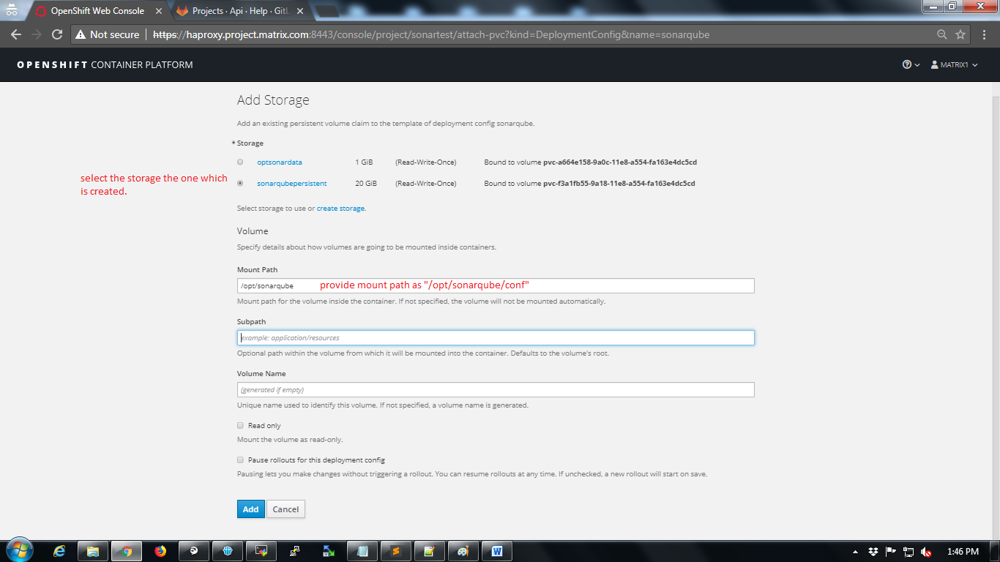 OpenShift Web Console
Projects · Api · Help · GitL
Not secure | https://haproxy.project.matrix.com:8443/console/project/sonartest/attach-pvc?kind=DeploymentConfig&name=sonarqube
OPENSHIFT CONTAINER PLATFORM
MATRIX1
Add Storage
Add an existing persistent volume claim to the template of deployment config sonarqube.
* Storage
optsonardata 1 GiB (Read-Write-Once) Bound to volume pvc-a664e158-9a0c-11e8-a554-fa163e4dc5cd
select the storage the one which
is created.
sonarqubepersistent 20 GiB (Read-Write-Once) Bound to volume pvc-f3a1fb55-9a18-11e8-a554-fa163e4dc5cd
Select storage to use or create storage.
Volume
Specify details about how volumes are going to be mounted inside containers.
Mount Path
/opt/sonarqube provide mount path as "/opt/sonarqube/conf"
Mount path for the volume inside the container. If not specified, the volume will not be mounted automatically.
Subpath
example: application/resources
Optional path within the volume from which it will be mounted into the container. Defaults to the volume's root.
Volume Name
(generated if empty)
Unique name used to identify this volume. If not specified, a volume name is generated.
Read only
Mount the volume as read-only.
Pause rollouts for this deployment config
Pausing lets you make changes without triggering a rollout. You can resume rollouts at any time. If unchecked, a new rollout will start on save.
Add Cancel
1:46 PM